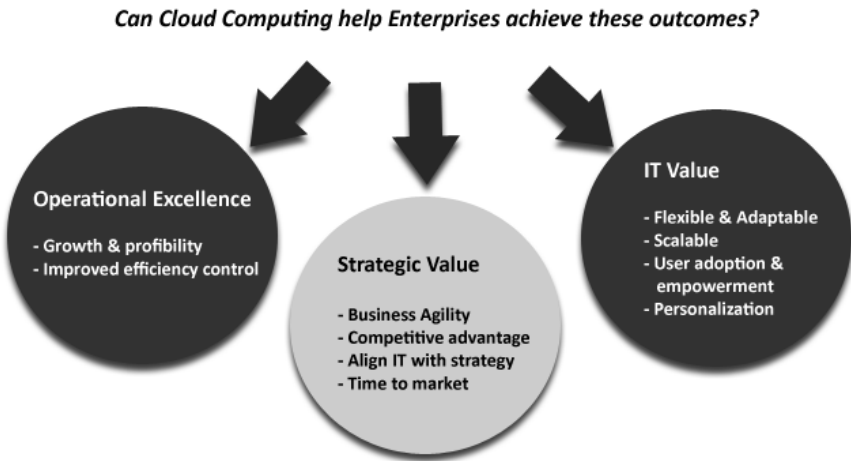 Can Cloud Computing help Enterprises achieve these outcomes?
Operational Excellence
- Growth & profibility
- Improved efficiency control
Strategic Value
- Business Agility
- Competitive advantage
- Align IT with strategy
- Time to market
IT Value
- Flexible & Adaptable
- Scalable
- User adoption &
empowerment
- Personalization